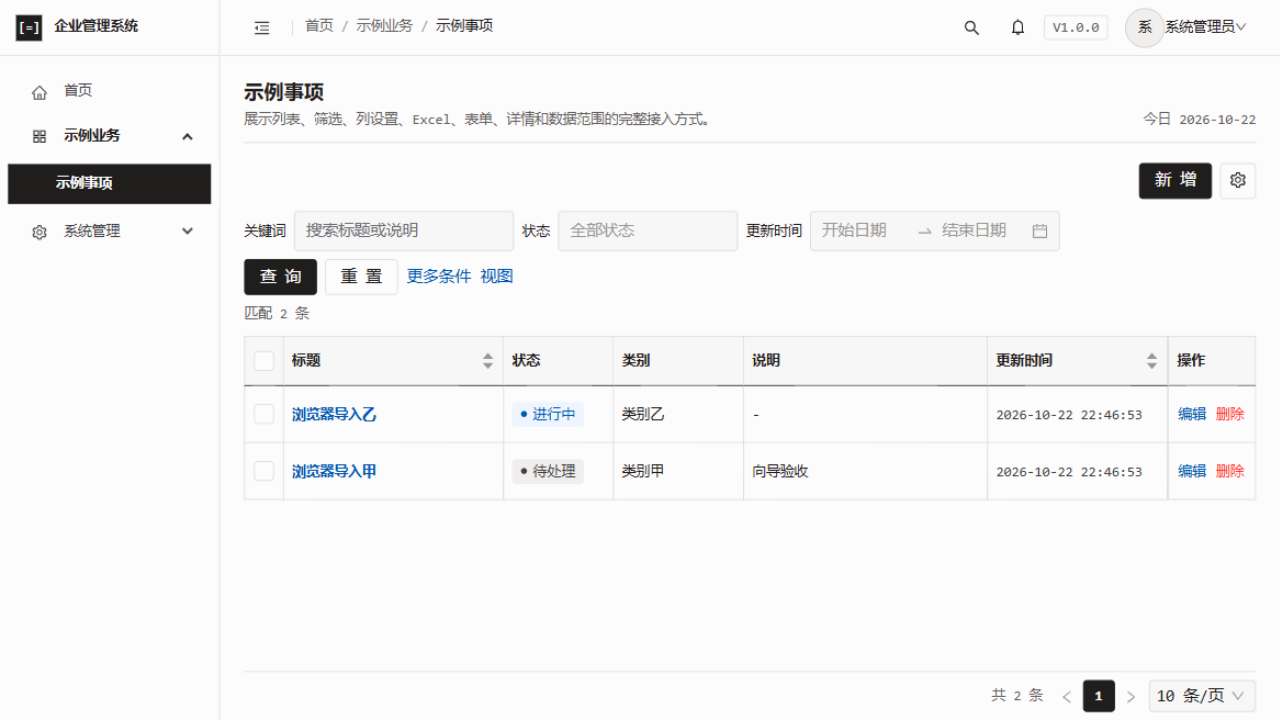 [=] 企业管理系统
首页 / 示例业务 / 示例事项
V1.0.0
系 系统管理员
首页
示例业务
示例事项
系统管理
示例事项
展示列表、筛选、列设置、Excel、表单、详情和数据范围的完整接入方式。
今日 2026-10-22
新增
关键词 搜索标题或说明 状态 全部状态 更新时间 开始日期 → 结束日期
查询 重置 更多条件 视图
匹配 2 条
标题 状态 类别 说明 更新时间 操作
浏览器导入乙 进行中 类别乙 - 2026-10-22 22:46:53 编辑 删除
浏览器导入甲 待处理 类别甲 向导验收 2026-10-22 22:46:53 编辑 删除
共 2 条 < 1 > 10 条/页